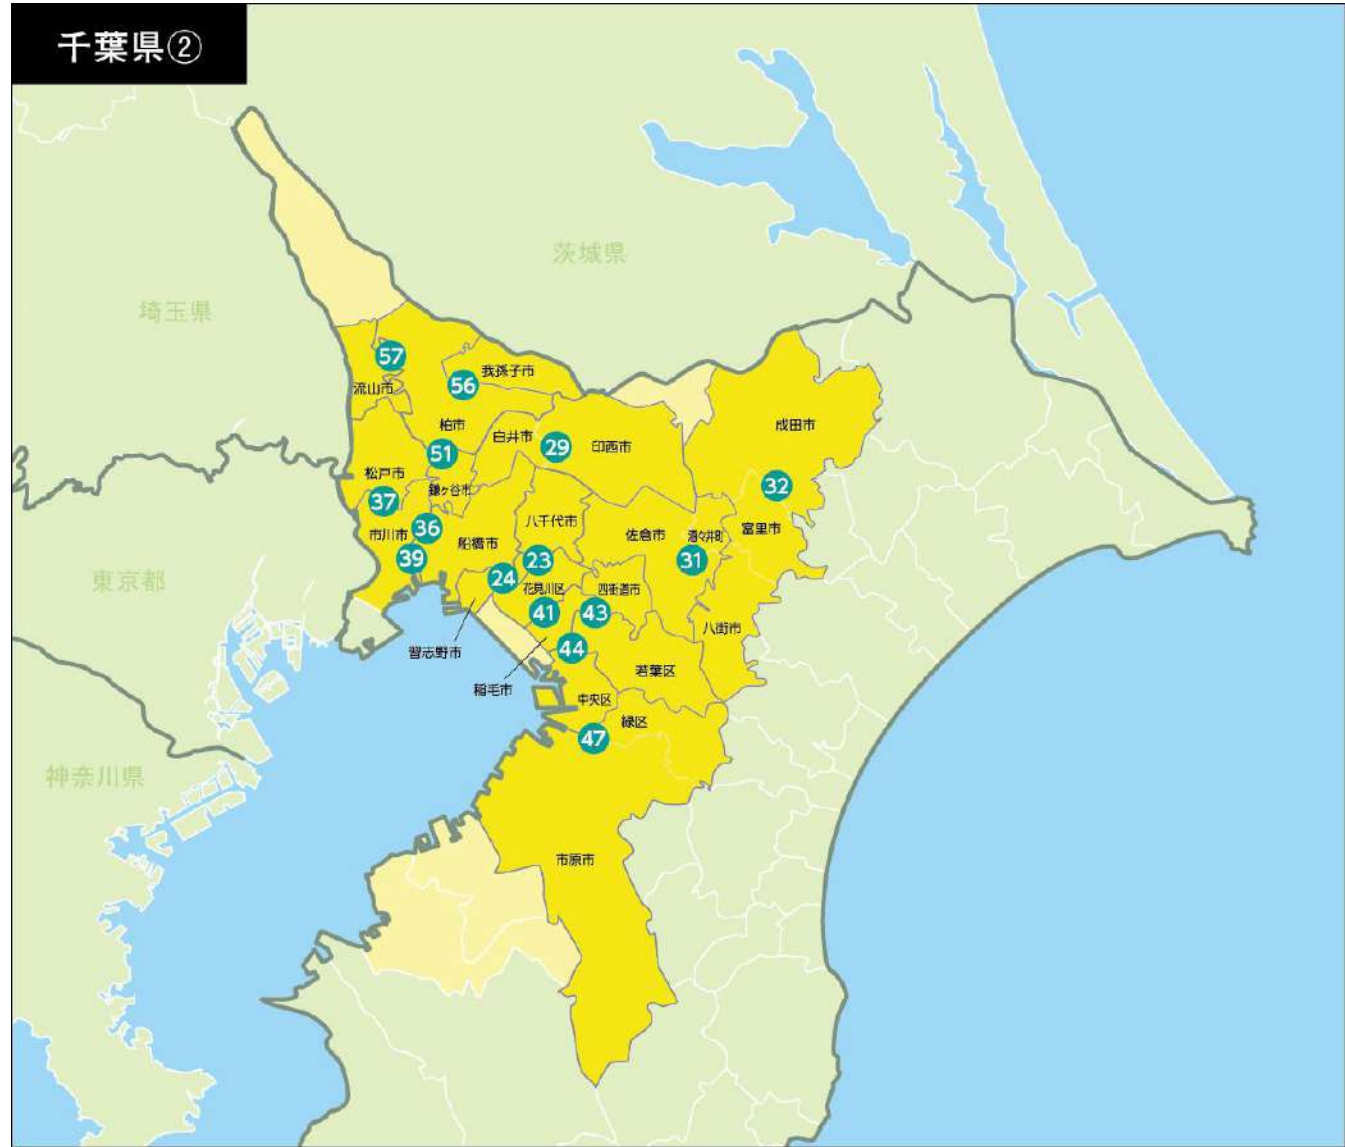 千葉県②
茨城県
埼玉県
57
我孫子市
流山市
56
柏市
成田市
白井市
29
印西市
51
松戸市
32
鎌ヶ谷市
37
八千代市
36
市川市
佐倉市
酒々井町
富里市
船橋市
39
23
31
24
東京都
花見川区
四街道市
41
43
八街市
習志野市
44
若葉区
稲毛市
中央区
緑区
47
神奈川県
市原市